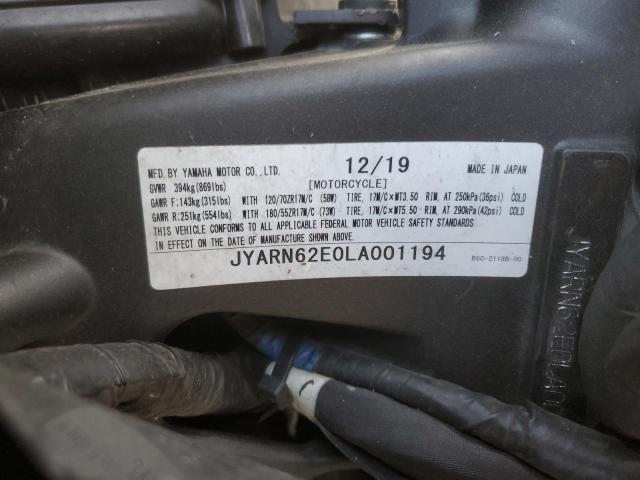 MFD.BY YAMAHA MOTOR CO.,LTD. 12/19 MADE IN JAPAN
GVWR 394kg(869lbs) [MOTORCYCLE]
GAWR F:143kg(315lbs) WITH 120/70ZR17M/C (58W) TIRE, 17M/C×MT3.50 RIM, AT 250kPa(36psi) COLD
GAWR R:251kg(554lbs) WITH 180/55ZR17M/C (73W) TIRE, 17M/C×MT5.50 RIM, AT 290kPa(42psi) COLD
THIS VEHICLE CONFORMS TO ALL APPLICABLE FEDERAL MOTOR VEHICLE SAFETY STANDARDS
IN EFFECT ON THE DATE OF MANUFACTURE SHOWN ABOVE.
JYARN62E0LA001194 B5C-2118B-00
JYARN62E0LA0